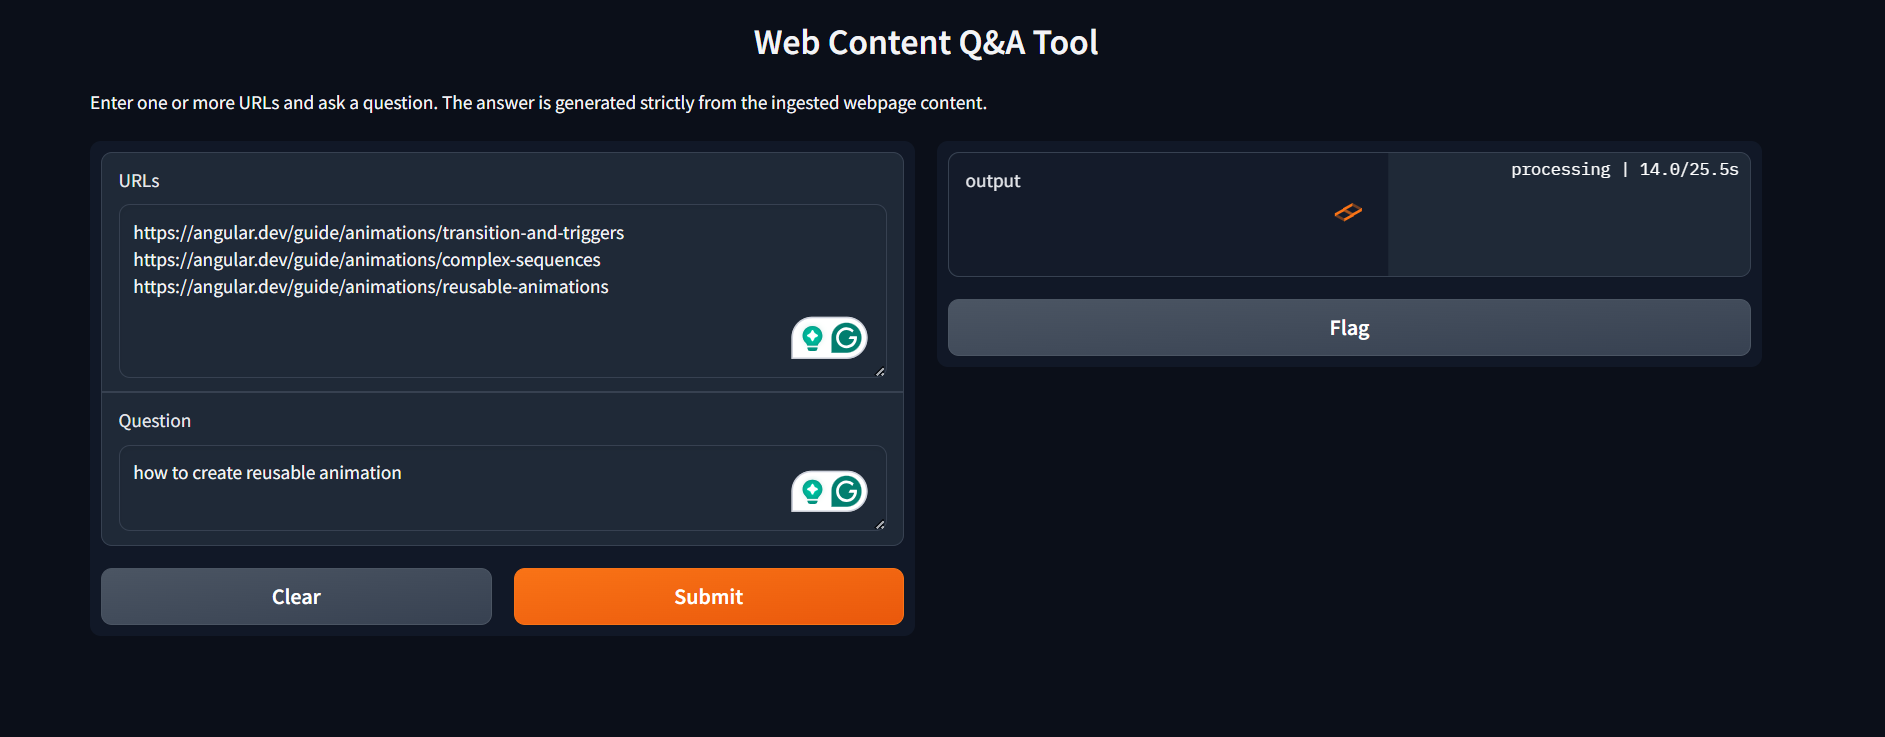 Web Content Q&A Tool
Enter one or more URLs and ask a question. The answer is generated strictly from the ingested webpage content.
URLs
https://angular.dev/guide/animations/transition-and-triggers
https://angular.dev/guide/animations/complex-sequences
https://angular.dev/guide/animations/reusable-animations
Question
how to create reusable animation
Clear
Submit
output
processing | 14.0/25.5s
Flag